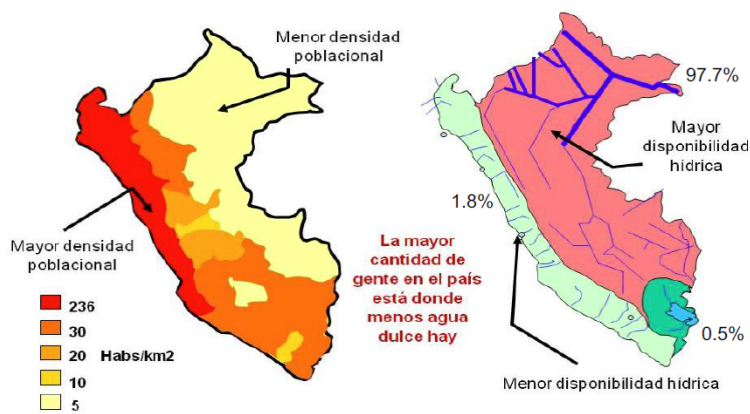 Menor densidad
poblacional
Mayor densidad
poblacional
236
30
20 Habs/km2
10
5
La mayor
cantidad de
gente en el país
está donde
menos agua
dulce hay
97.7%
Mayor
disponibilidad
hídrica
1.8%
0.5%
Menor disponibilidad hídrica